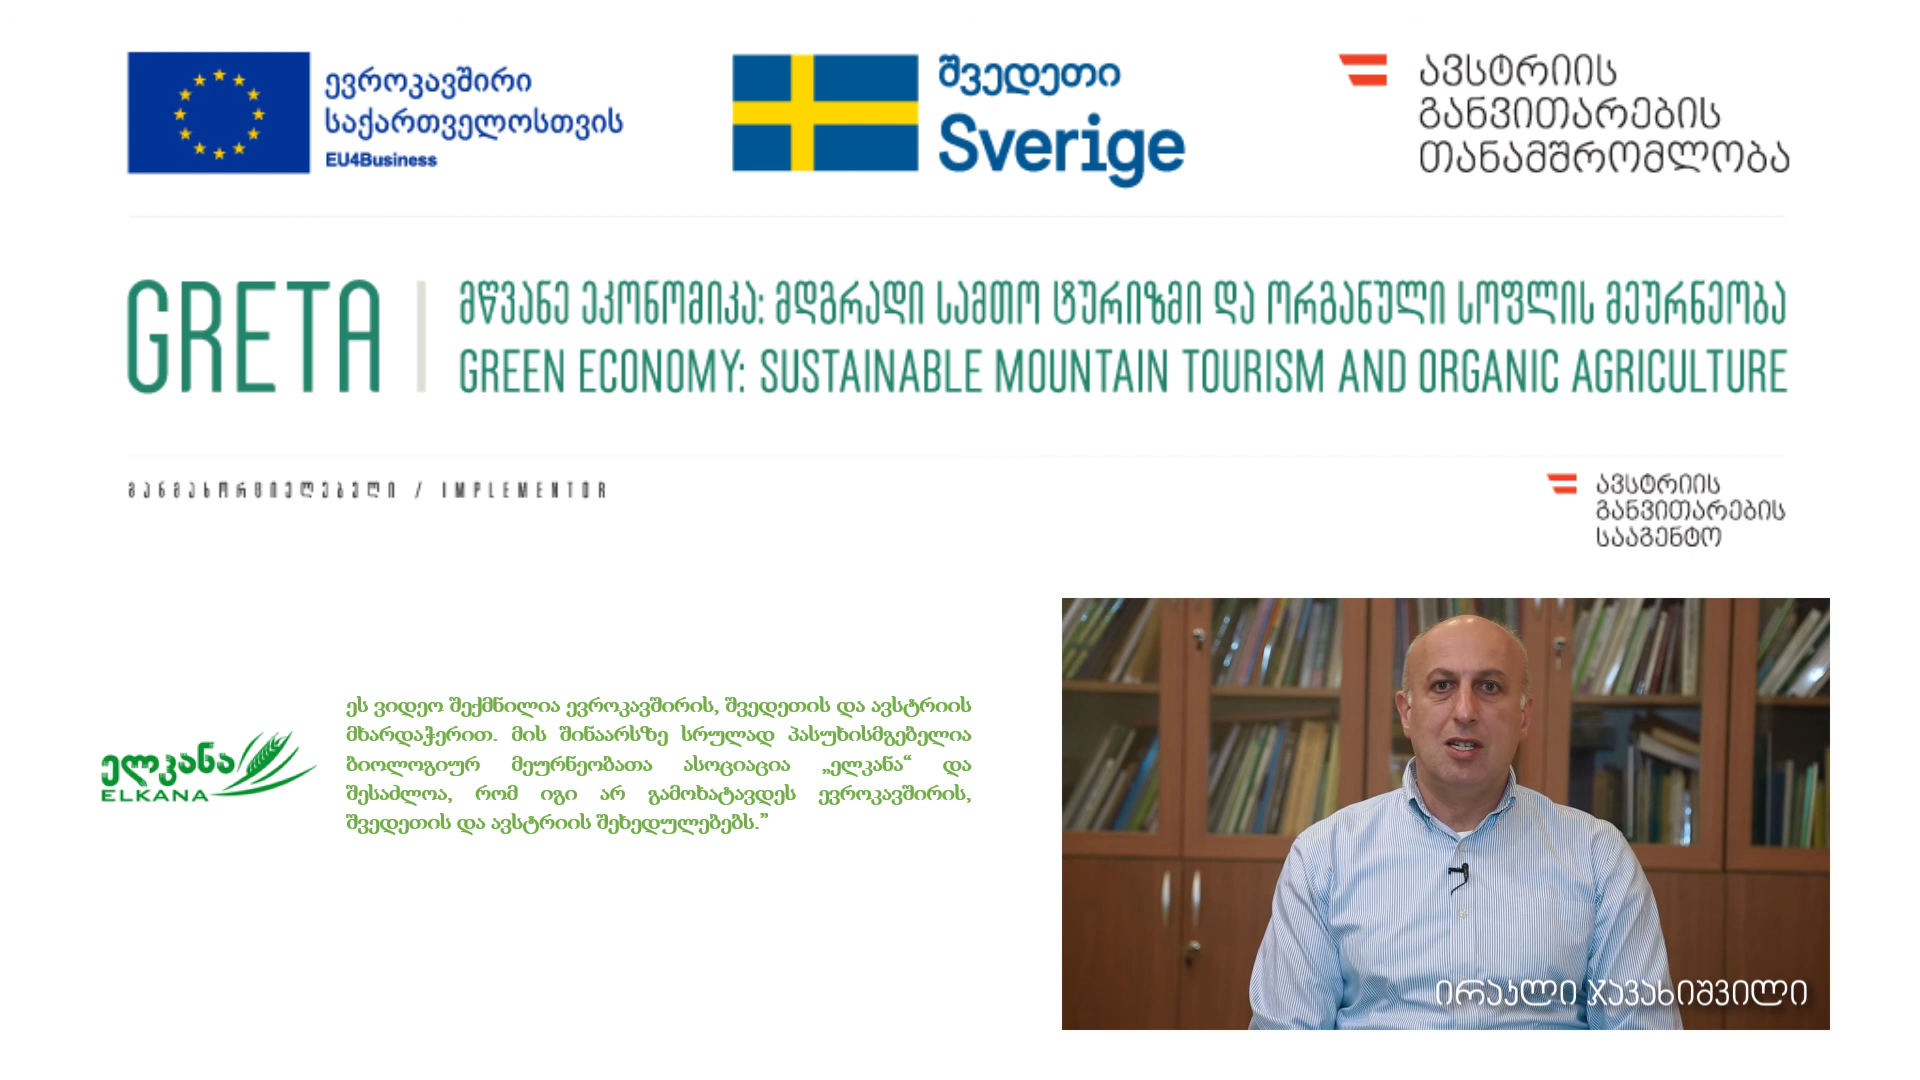 ევროკავშირი
საქართველოსთვის
EU4Business
შვედეთი
Sverige
ავსტრიის
განვითარების
თანამშრომლობა
GRETA
მწვანე ეკონომიკა: მდგრადი სამთო ტურიზმი და ორგანული სოფლის მეურნეობა
GREEN ECONOMY: SUSTAINABLE MOUNTAIN TOURISM AND ORGANIC AGRICULTURE
განმახორციელებელი / IMPLEMENTOR
ავსტრიის
განვითარების
სააგენტო
ელკანა
ELKANA
ეს ვიდეო შექმნილია ევროკავშირის, შვედეთის და ავსტრიის
მხარდაჭერით. მის შინაარსზე სრულად პასუხისმგებელია
ბიოლოგიურ მეურნეობათა ასოციაცია „ელკანა“ და
შესაძლოა, რომ იგი არ გამოხატავდეს ევროკავშირის,
შვედეთის და ავსტრიის შეხედულებებს.”
ირაკლი ჯავახიშვილი